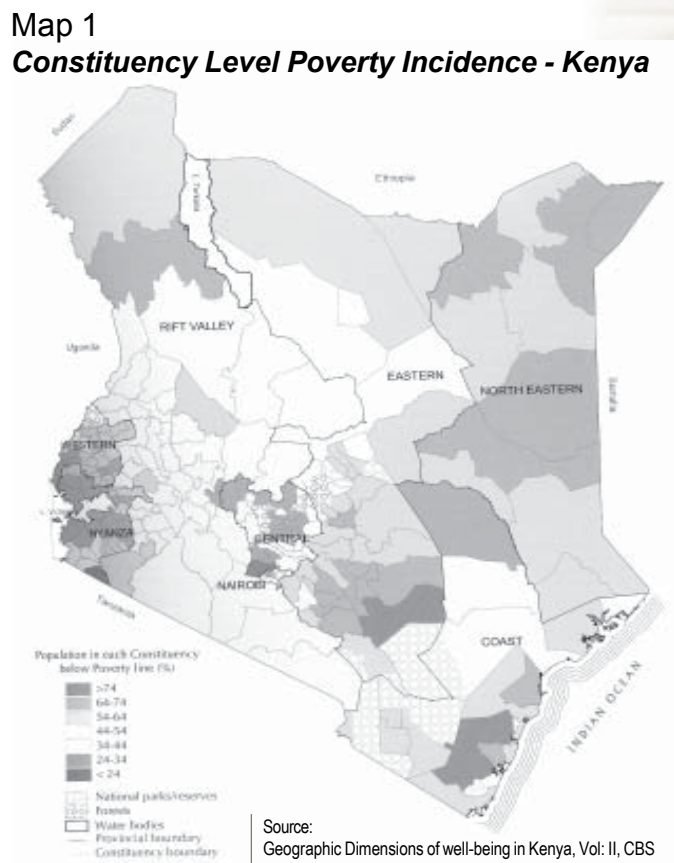 Map 1
Constituency Level Poverty Incidence - Kenya
Sudan
Ethiopia
L. Turkana
RIFT VALLEY
Uganda
EASTERN
NORTH EASTERN
Somalia
WESTERN
NYANZA
CENTRAL
NAIROBI
Tanzania
COAST
INDIAN OCEAN
Population in each Constituency
below Poverty line (%)
>74
64-74
54-64
44-54
34-44
24-34
< 24
National parks/reserves
Forests
Water bodies
Provincial boundary
Constituency boundary
Source:
Geographic Dimensions of well-being in Kenya, Vol: II, CBS